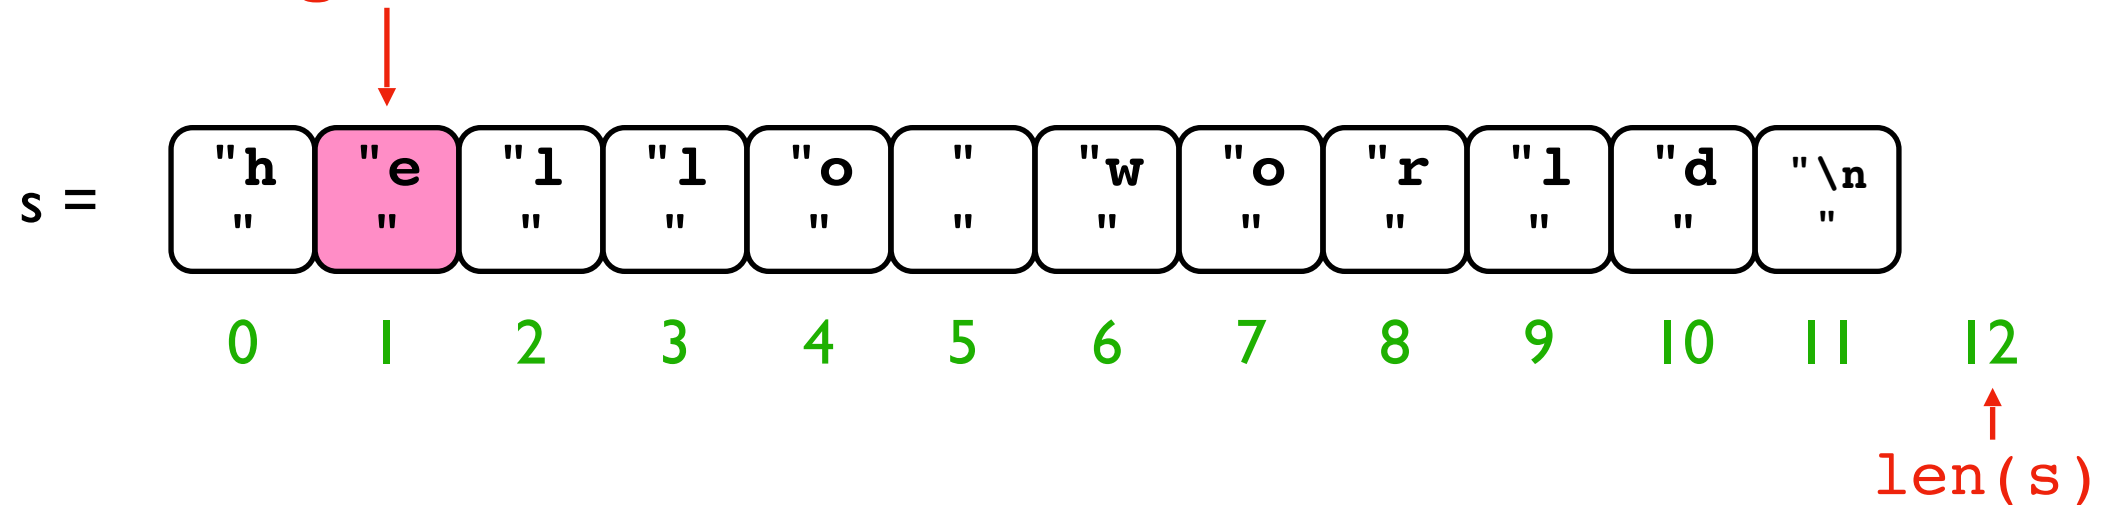 s =
"h "e "l "l "o " "w "o "r "l "d "\n
" " " " " " " " " " " "
0 1 2 3 4 5 6 7 8 9 10 11 12
len(s)